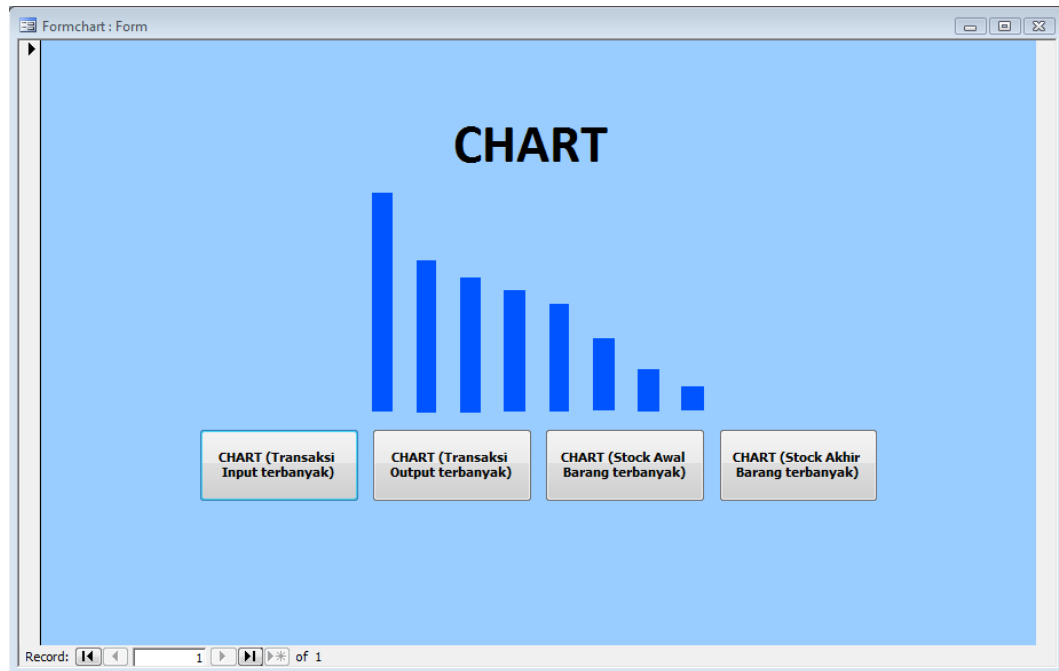 Formchart : Form
CHART
CHART (Transaksi
Input terbanyak)
CHART (Transaksi
Output terbanyak)
CHART (Stock Awal
Barang terbanyak)
CHART (Stock Akhir
Barang terbanyak)
Record: 1 of 1